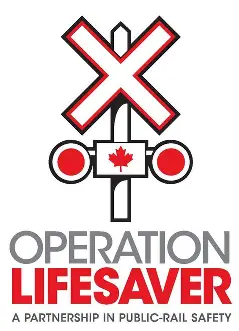 OPERATION
LIFESAVER
A PARTNERSHIP IN PUBLIC-RAIL SAFETY